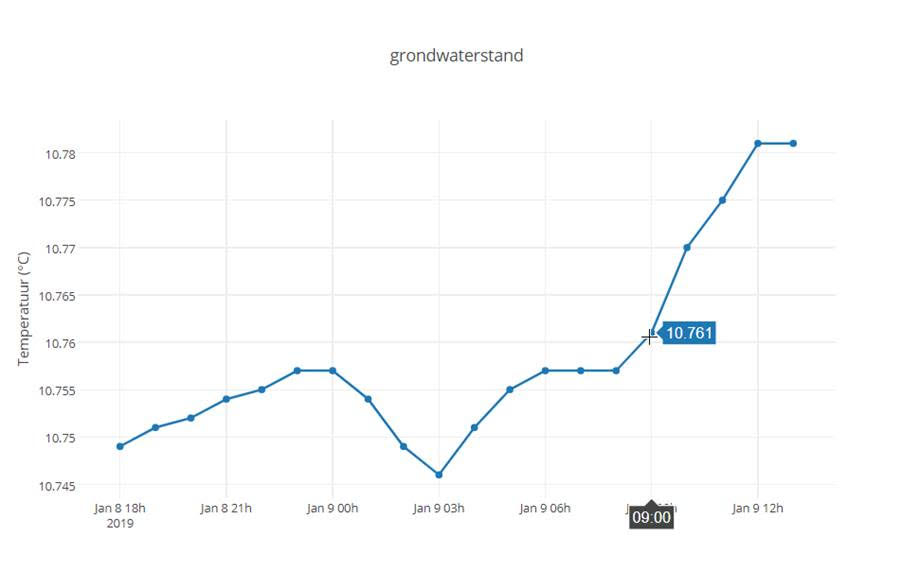 grondwaterstand
10.78
10.775
10.77
10.765
10.76
10.755
10.75
10.745
Temperatuur (°C)
10.761
Jan 8 18h
2019
Jan 8 21h
Jan 9 00h
Jan 9 03h
Jan 9 06h
09:00
Jan 9 12h